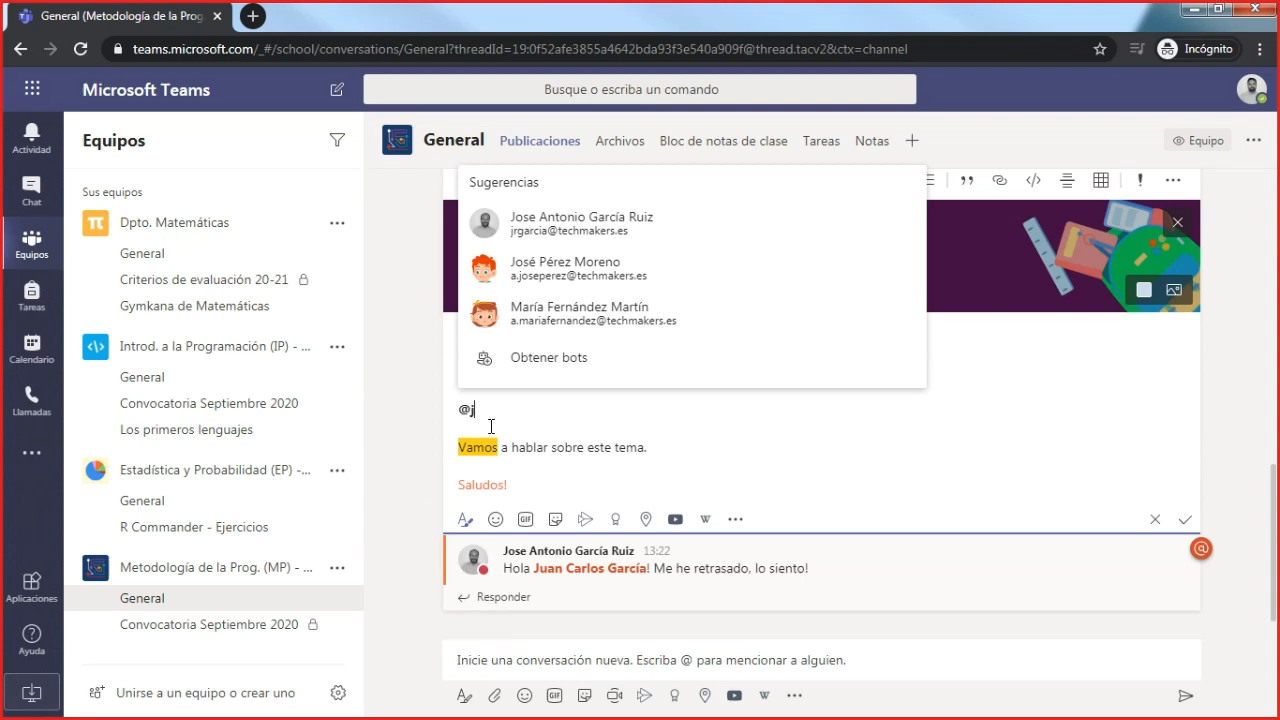 General (Metodología de la Prog
teams.microsoft.com/_#/school/conversations/General?threadId=19:0f52afe3855a4642bda93f3e540a909f@thread.tacv2&ctx=channel
Incógnito
Microsoft Teams
Busque o escriba un comando
Actividad
Chat
Equipos
Tareas
Calendario
Llamadas
Aplicaciones
Ayuda
Equipos
Sus equipos
Dpto. Matemáticas
General
Criterios de evaluación 20-21
Gymkana de Matemáticas
Introd. a la Programación (IP) - ...
General
Convocatoria Septiembre 2020
Los primeros lenguajes
Estadística y Probabilidad (EP) -...
General
R Commander - Ejercicios
Metodología de la Prog. (MP) - ...
General
Convocatoria Septiembre 2020
Unirse a un equipo o crear uno
General Publicaciones Archivos Bloc de notas de clase Tareas Notas
Equipo
Sugerencias
Jose Antonio García Ruiz
jrgarcia@techmakers.es
José Pérez Moreno
a.joseperez@techmakers.es
María Fernández Martín
a.mariafernandez@techmakers.es
Obtener bots
@j
Vamos a hablar sobre este tema.
Saludos!
GIF
Jose Antonio García Ruiz 13:22
Hola Juan Carlos García! Me he retrasado, lo siento!
Responder
Inicie una conversación nueva. Escriba @ para mencionar a alguien.
GIF